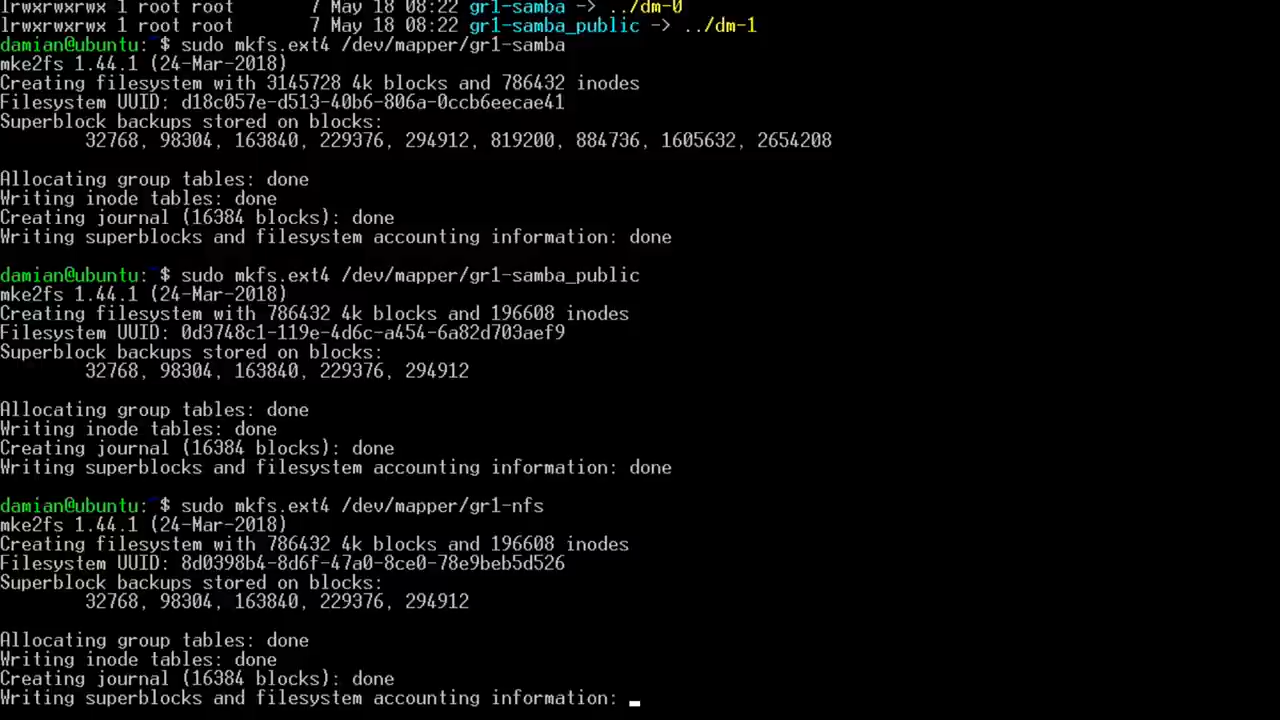 lrwxrwxrwx 1 root root 7 May 18 08:22 gr1-samba -> ../dm-0
lrwxrwxrwx 1 root root 7 May 18 08:22 gr1-samba_public -> ../dm-1
damian@ubuntu:~$ sudo mkfs.ext4 /dev/mapper/gr1-samba
mke2fs 1.44.1 (24-Mar-2018)
Creating filesystem with 3145728 4k blocks and 786432 inodes
Filesystem UUID: d18c057e-d513-40b6-806a-0ccb6eecae41
Superblock backups stored on blocks:
32768, 98304, 163840, 229376, 294912, 819200, 884736, 1605632, 2654208
Allocating group tables: done
Writing inode tables: done
Creating journal (16384 blocks): done
Writing superblocks and filesystem accounting information: done
damian@ubuntu:~$ sudo mkfs.ext4 /dev/mapper/gr1-samba_public
mke2fs 1.44.1 (24-Mar-2018)
Creating filesystem with 786432 4k blocks and 196608 inodes
Filesystem UUID: 0d3748c1-119e-4d6c-a454-6a82d703aef9
Superblock backups stored on blocks:
32768, 98304, 163840, 229376, 294912
Allocating group tables: done
Writing inode tables: done
Creating journal (16384 blocks): done
Writing superblocks and filesystem accounting information: done
damian@ubuntu:~$ sudo mkfs.ext4 /dev/mapper/gr1-nfs
mke2fs 1.44.1 (24-Mar-2018)
Creating filesystem with 786432 4k blocks and 196608 inodes
Filesystem UUID: 8d0398b4-8d6f-47a0-8ce0-78e9beb5d526
Superblock backups stored on blocks:
32768, 98304, 163840, 229376, 294912
Allocating group tables: done
Writing inode tables: done
Creating journal (16384 blocks): done
Writing superblocks and filesystem accounting information: